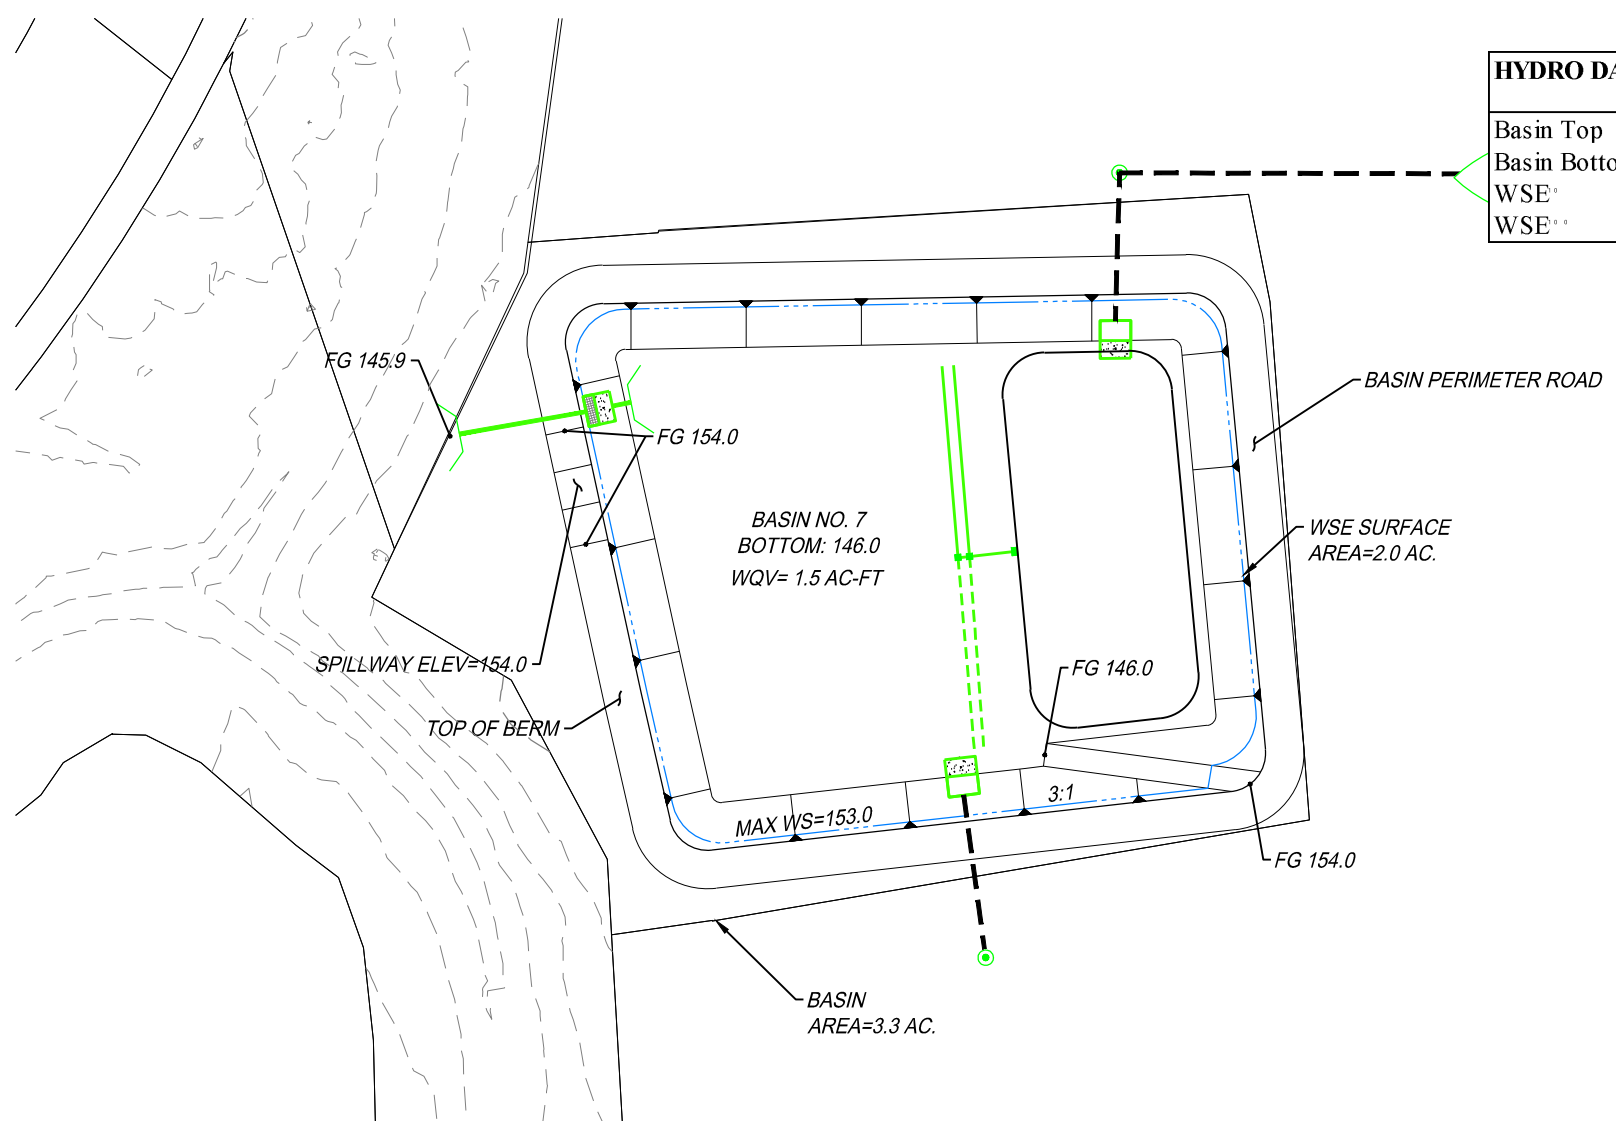 HYDRO DA
Basin Top
Basin Botto
WSE10
WSE100
FG 145.9
FG 154.0
BASIN PERIMETER ROAD
BASIN NO. 7
BOTTOM: 146.0
WQV= 1.5 AC-FT
WSE SURFACE
AREA=2.0 AC.
SPILLWAY ELEV=154.0
FG 146.0
TOP OF BERM
3:1
MAX WS=153.0
FG 154.0
BASIN
AREA=3.3 AC.